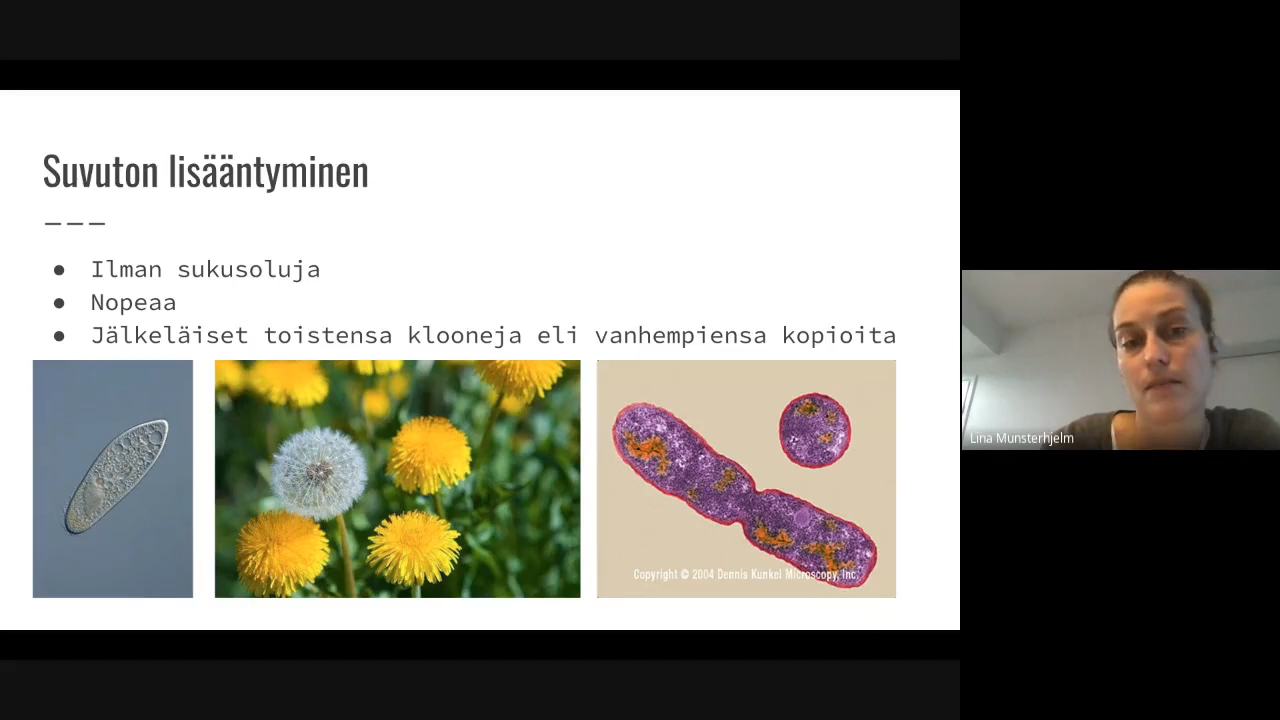 Suvuton lisääntyminen
———
● Ilman sukusoluja
● Nopeaa
● Jälkeläiset toistensa klooneja eli vanhempiensa kopioita
Copyright © 2004 Dennis Kunkel Microscopy, Inc.
Lina Munsterhjelm